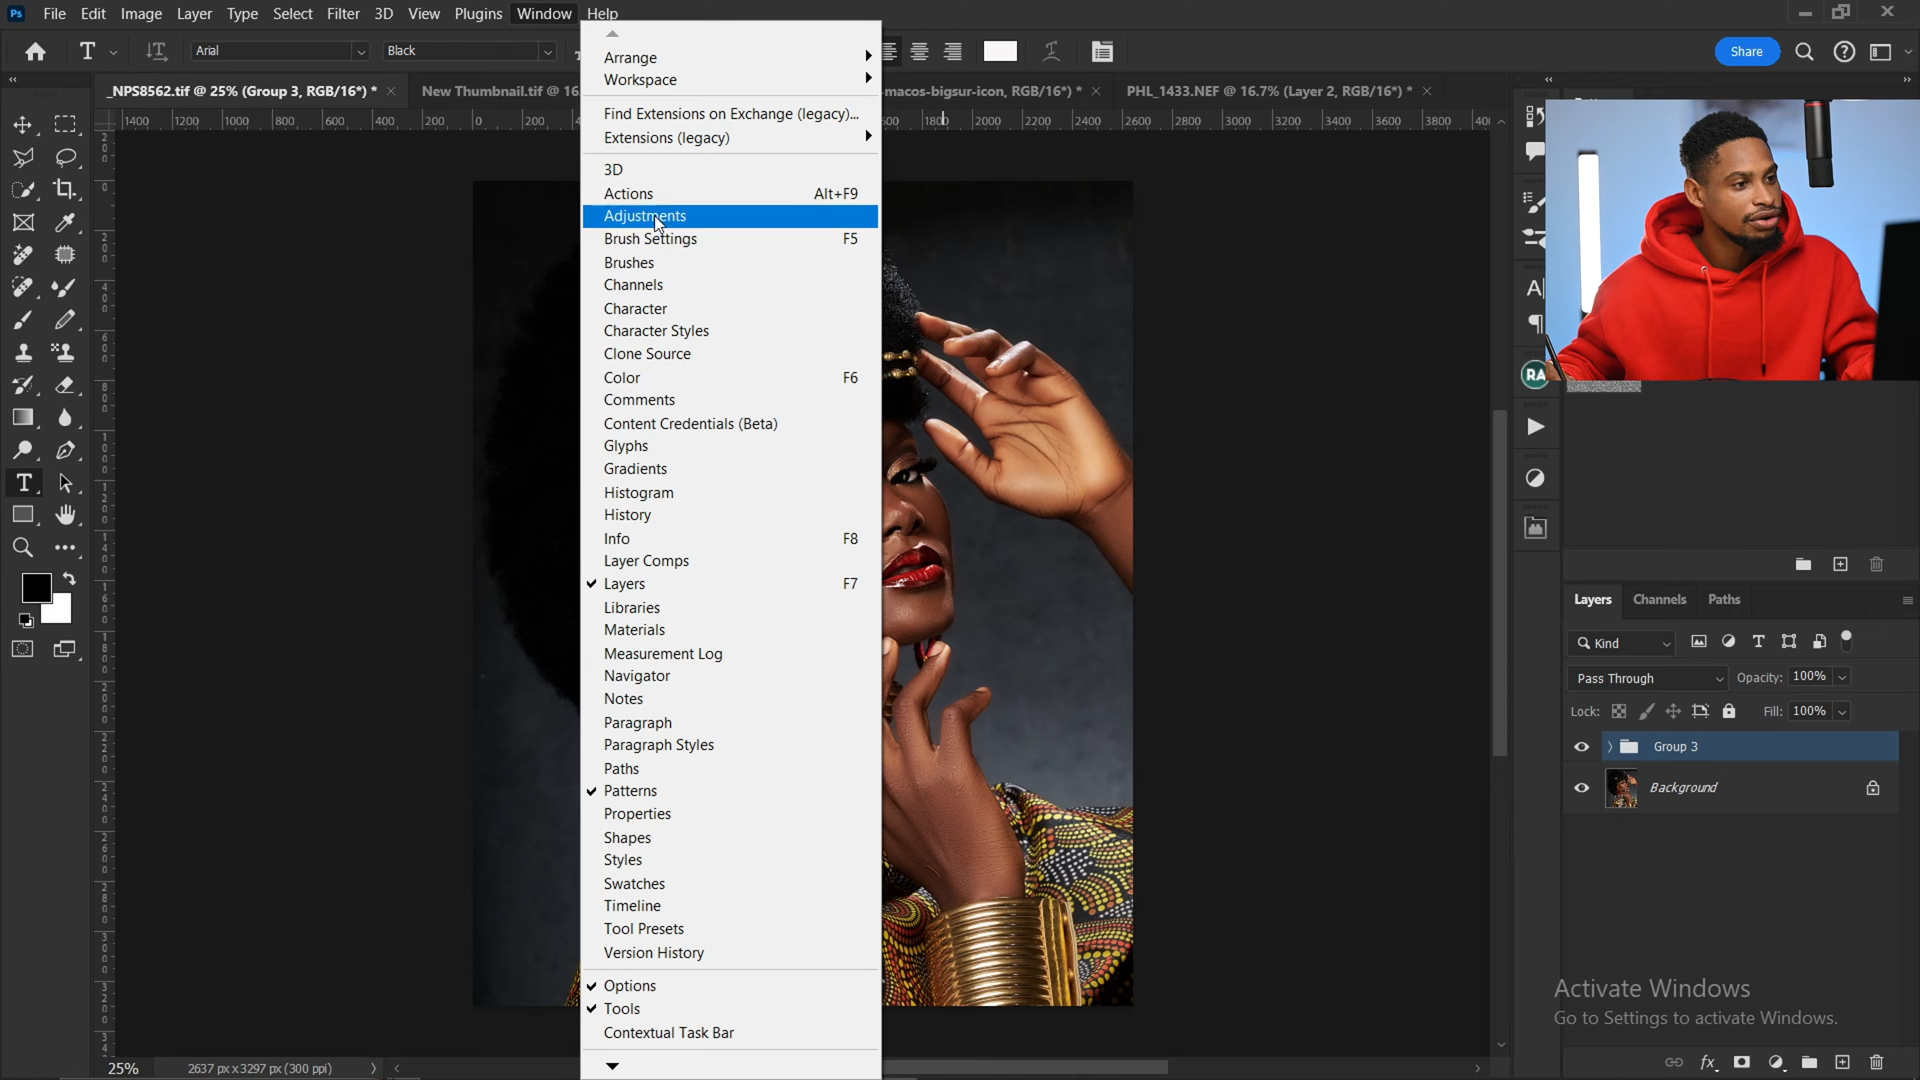 Ps File Edit Image Layer Type Select Filter 3D View Plugins Window Help
T Arial Black Share
_NPS8562.tif @ 25% (Group 3, RGB/16*) * New Thumbnail.tif @ 16. -macos-bigsur-icon, RGB/16*) * PHL_1433.NEF @ 16.7% (Layer 2, RGB/16*) *
1400 1200 1000 800 600 400 200 0 200 1800 2000 2200 2400 2600 2800 3000 3200 3400 3600 3800
Arrange
Workspace
Find Extensions on Exchange (legacy)...
Extensions (legacy)
3D
Actions Alt+F9
Adjustments
Brush Settings F5
Brushes
Channels
Character
Character Styles
Clone Source
Color F6
Comments
Content Credentials (Beta)
Glyphs
Gradients
Histogram
History
Info F8
Layer Comps
Layers F7
Libraries
Materials
Measurement Log
Navigator
Notes
Paragraph
Paragraph Styles
Paths
Patterns
Properties
Shapes
Styles
Swatches
Timeline
Tool Presets
Version History
Options
Tools
Contextual Task Bar
RA
Layers Channels Paths
Kind
Pass Through Opacity: 100%
Lock: Fill: 100%
Group 3
Background
Activate Windows
Go to Settings to activate Windows.
25% 2637 px x 3297 px (300 ppi)
fx